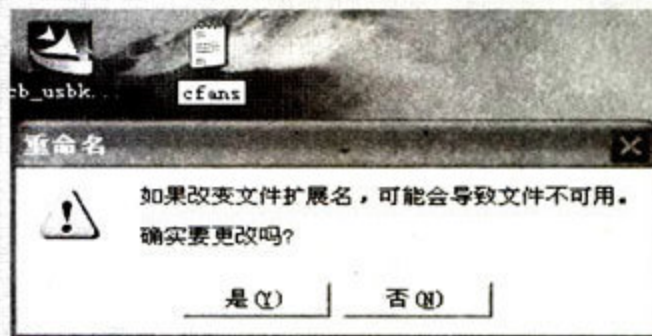 cb_usbk...
cfans
重命名
如果改变文件扩展名，可能会导致文件不可用。
确实要更改吗?
是(Y)
否(N)